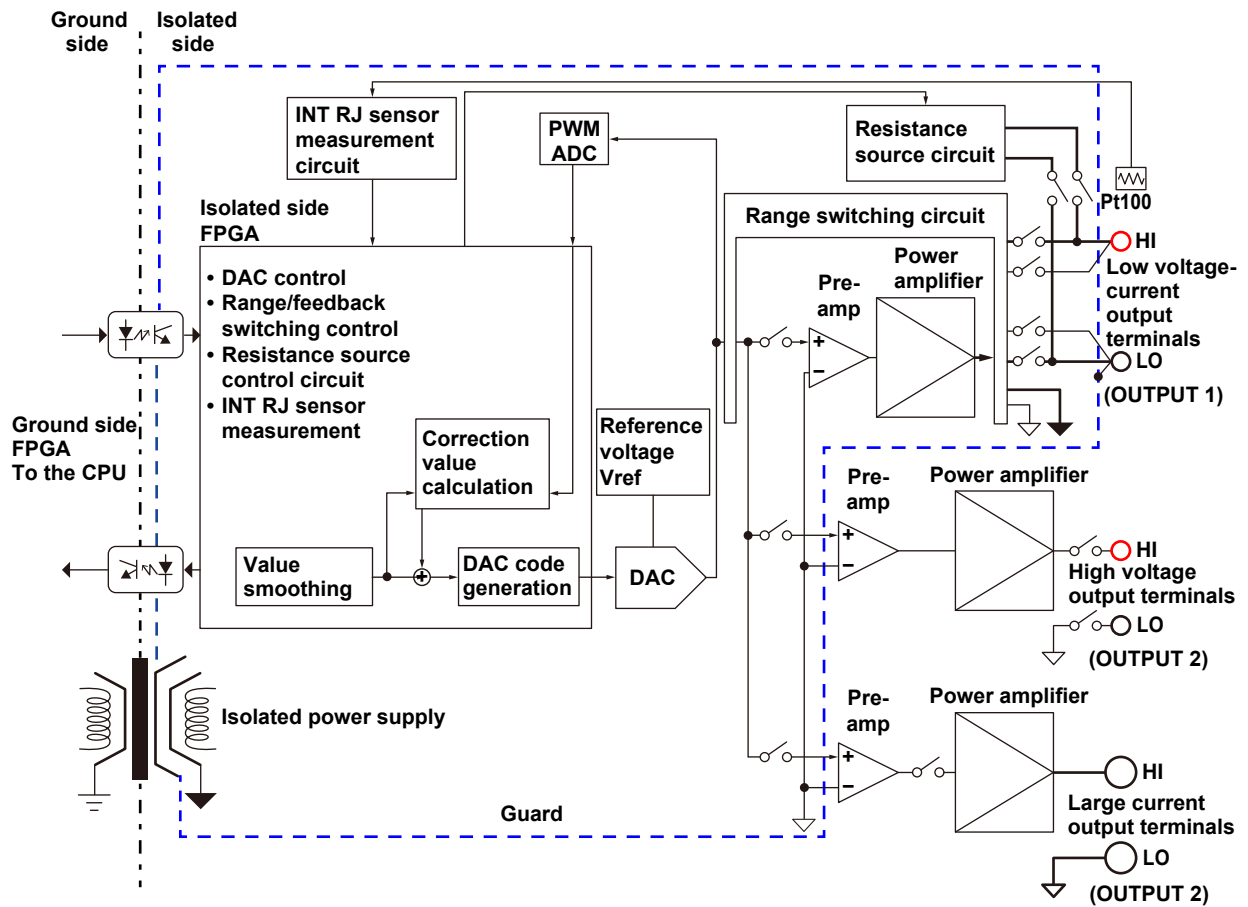 Ground
side
Isolated
side
INT RJ sensor
measurement
circuit
PWM
ADC
Resistance
source circuit
Pt100
Isolated side
FPGA
• DAC control
• Range/feedback
switching control
• Resistance source
control circuit
• INT RJ sensor
measurement
Range switching circuit
Pre-
amp
Power
amplifier
+
−
HI
Low voltage-
current
output
terminals
LO
(OUTPUT 1)
Ground side
FPGA
To the CPU
Correction
value
calculation
Reference
voltage
Vref
Value
smoothing
+
DAC code
generation
DAC
Pre-
amp
Power amplifier
+
−
HI
High voltage
output terminals
LO
(OUTPUT 2)
Isolated power supply
Pre-
amp
Power amplifier
+
−
HI
Large current
output terminals
LO
(OUTPUT 2)
Guard